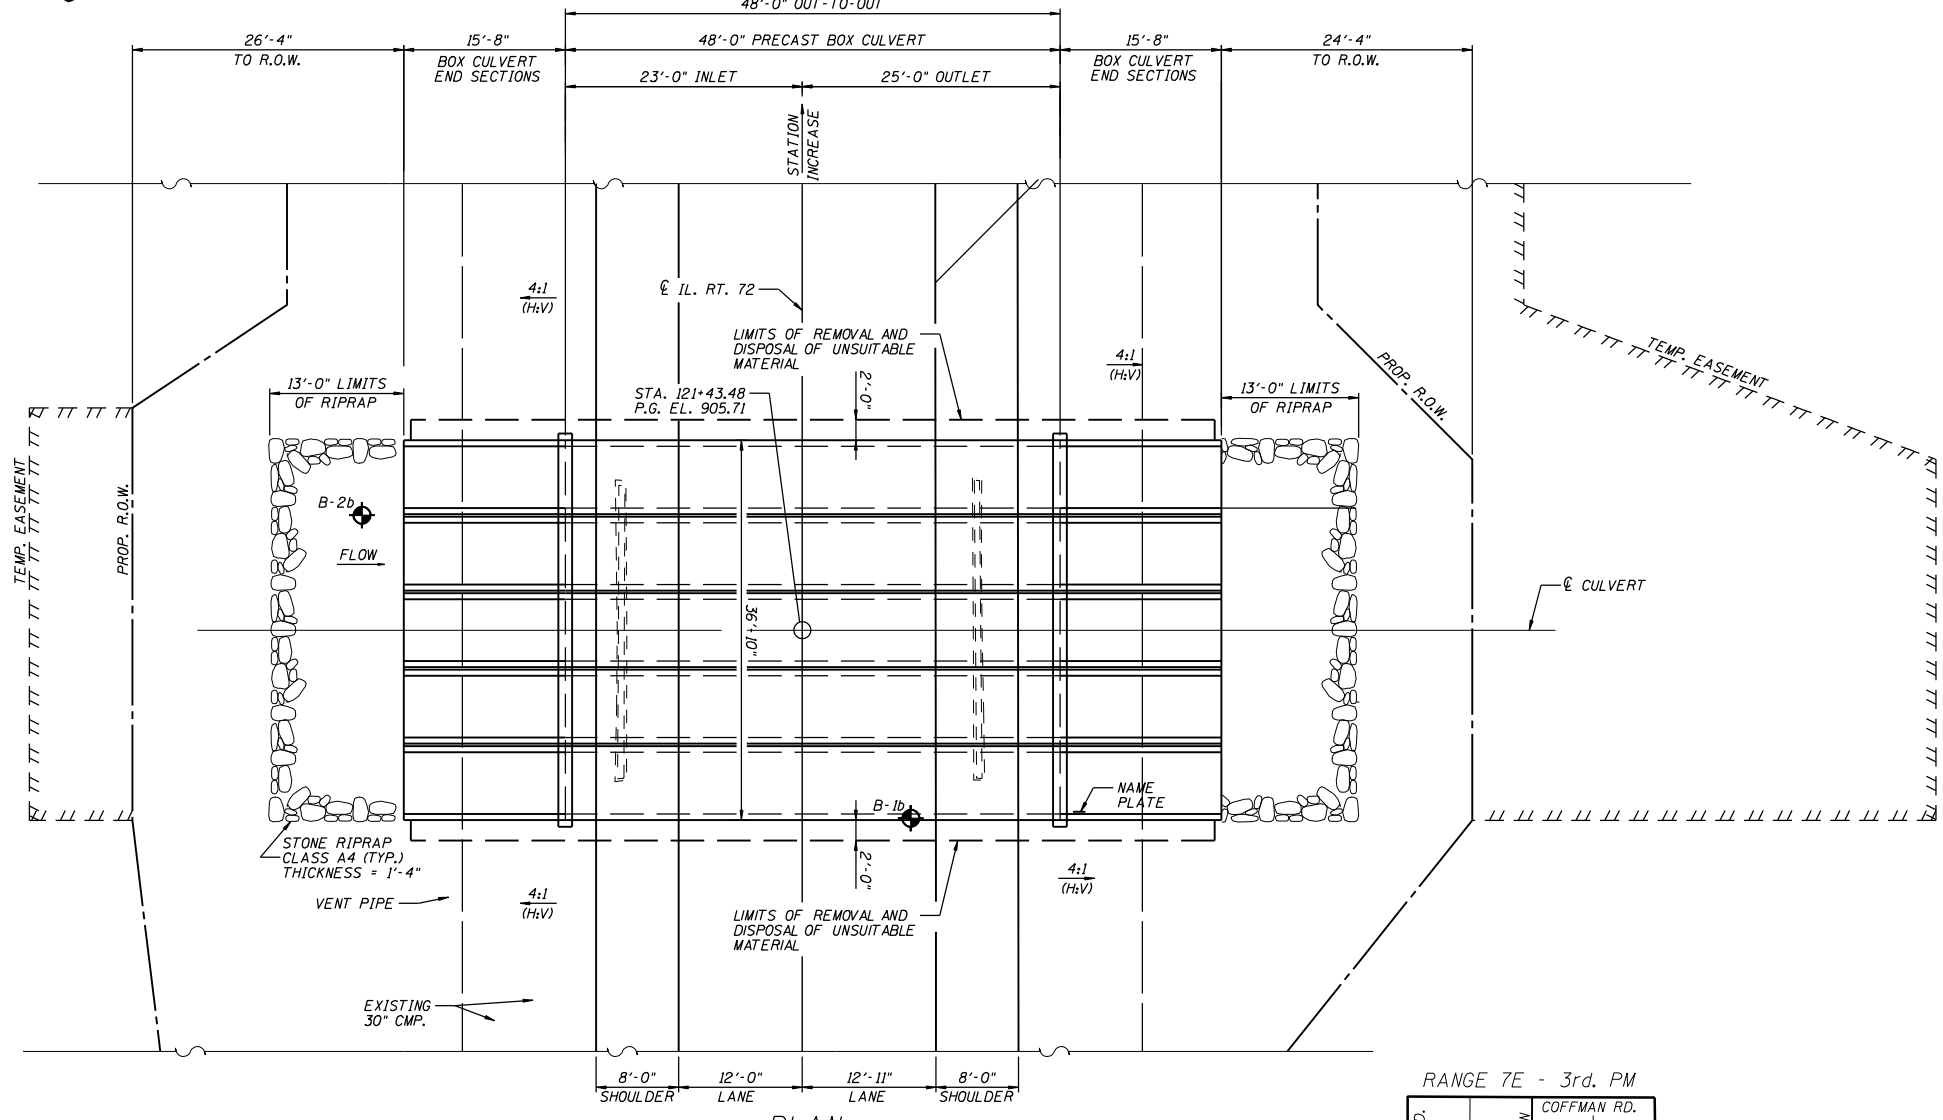 48'-0" OUT-TO-OUT
26'-4"
TO R.O.W.
15'-8"
BOX CULVERT
END SECTIONS
48'-0" PRECAST BOX CULVERT
15'-8"
BOX CULVERT
END SECTIONS
24'-4"
TO R.O.W.
23'-0" INLET
25'-0" OUTLET
STATION
INCREASE
4:1
(H:V)
℄ IL. RT. 72
LIMITS OF REMOVAL AND
DISPOSAL OF UNSUITABLE
MATERIAL
4:1
(H:V)
PROP. R.O.W.
TEMP. EASEMENT
13'-0" LIMITS
OF RIPRAP
STA. 121+43.48
P.G. EL. 905.71
2'-0"
13'-0" LIMITS
OF RIPRAP
TEMP. EASEMENT
PROP. R.O.W.
B-2b
FLOW
36'-10"
℄ CULVERT
B-1b
NAME
PLATE
STONE RIPRAP
CLASS A4 (TYP.)
THICKNESS = 1'-4"
2'-0"
4:1
(H:V)
VENT PIPE
4:1
(H:V)
LIMITS OF REMOVAL AND
DISPOSAL OF UNSUITABLE
MATERIAL
EXISTING
30" CMP.
8'-0"
SHOULDER
12'-0"
LANE
12'-11"
LANE
8'-0"
SHOULDER
PLAN
RANGE 7E - 3rd. PM
COFFMAN RD.